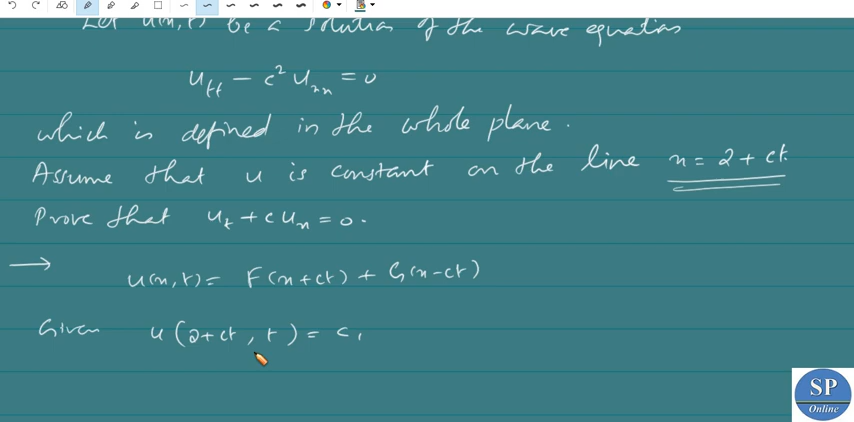 Let u(x,t) be a solution of the wave equation
u_tt − c² u_xx = 0
which is defined in the whole plane.
Assume that u is constant on the line x = 2 + ct.
Prove that u_t + c u_x = 0.
→ u(x,t) = F(x+ct) + G(x−ct)
Given u(2+ct, t) = c₁
SP
Online